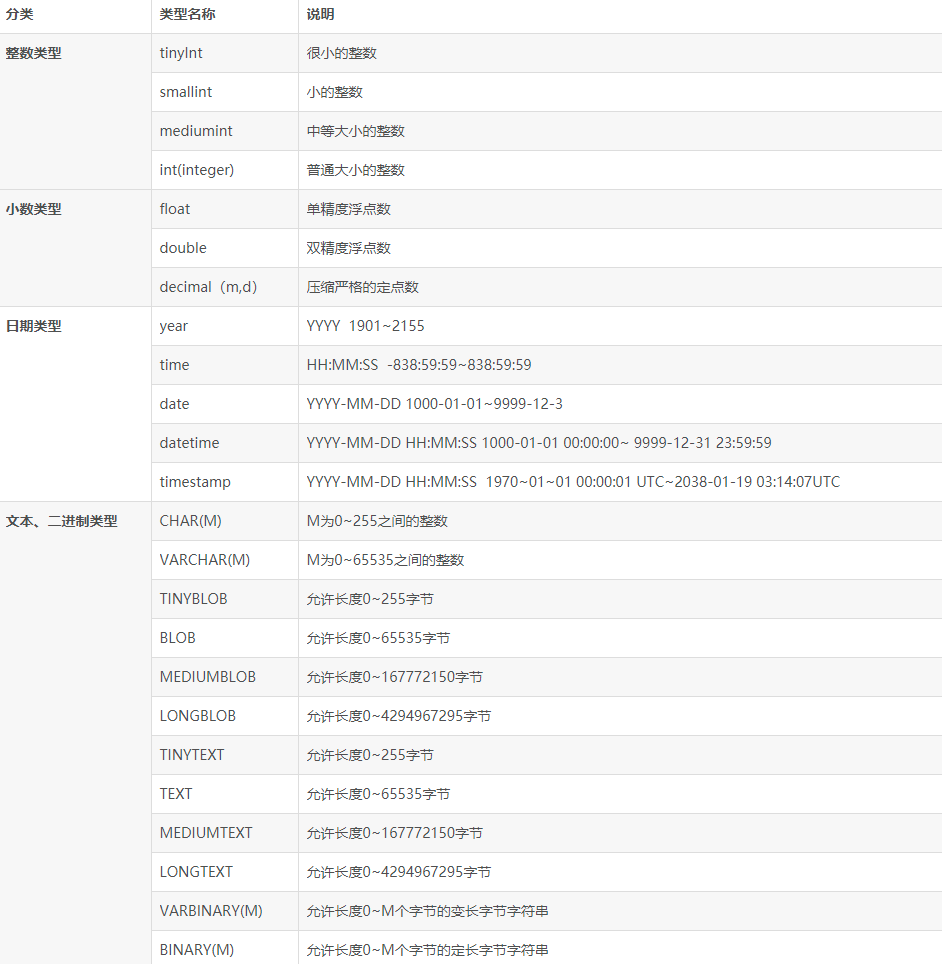 分类 类型名称 说明
整数类型 tinyInt 很小的整数
smallint 小的整数
mediumint 中等大小的整数
int(integer) 普通大小的整数
小数类型 float 单精度浮点数
double 双精度浮点数
decimal（m,d） 压缩严格的定点数
日期类型 year YYYY 1901~2155
time HH:MM:SS -838:59:59~838:59:59
date YYYY-MM-DD 1000-01-01~9999-12-3
datetime YYYY-MM-DD HH:MM:SS 1000-01-01 00:00:00~ 9999-12-31 23:59:59
timestamp YYYY-MM-DD HH:MM:SS 1970~01~01 00:00:01 UTC~2038-01-19 03:14:07UTC
文本、二进制类型 CHAR(M) M为0~255之间的整数
VARCHAR(M) M为0~65535之间的整数
TINYBLOB 允许长度0~255字节
BLOB 允许长度0~65535字节
MEDIUMBLOB 允许长度0~167772150字节
LONGBLOB 允许长度0~4294967295字节
TINYTEXT 允许长度0~255字节
TEXT 允许长度0~65535字节
MEDIUMTEXT 允许长度0~167772150字节
LONGTEXT 允许长度0~4294967295字节
VARBINARY(M) 允许长度0~M个字节的变长字节字符串
BINARY(M) 允许长度0~M个字节的定长字节字符串